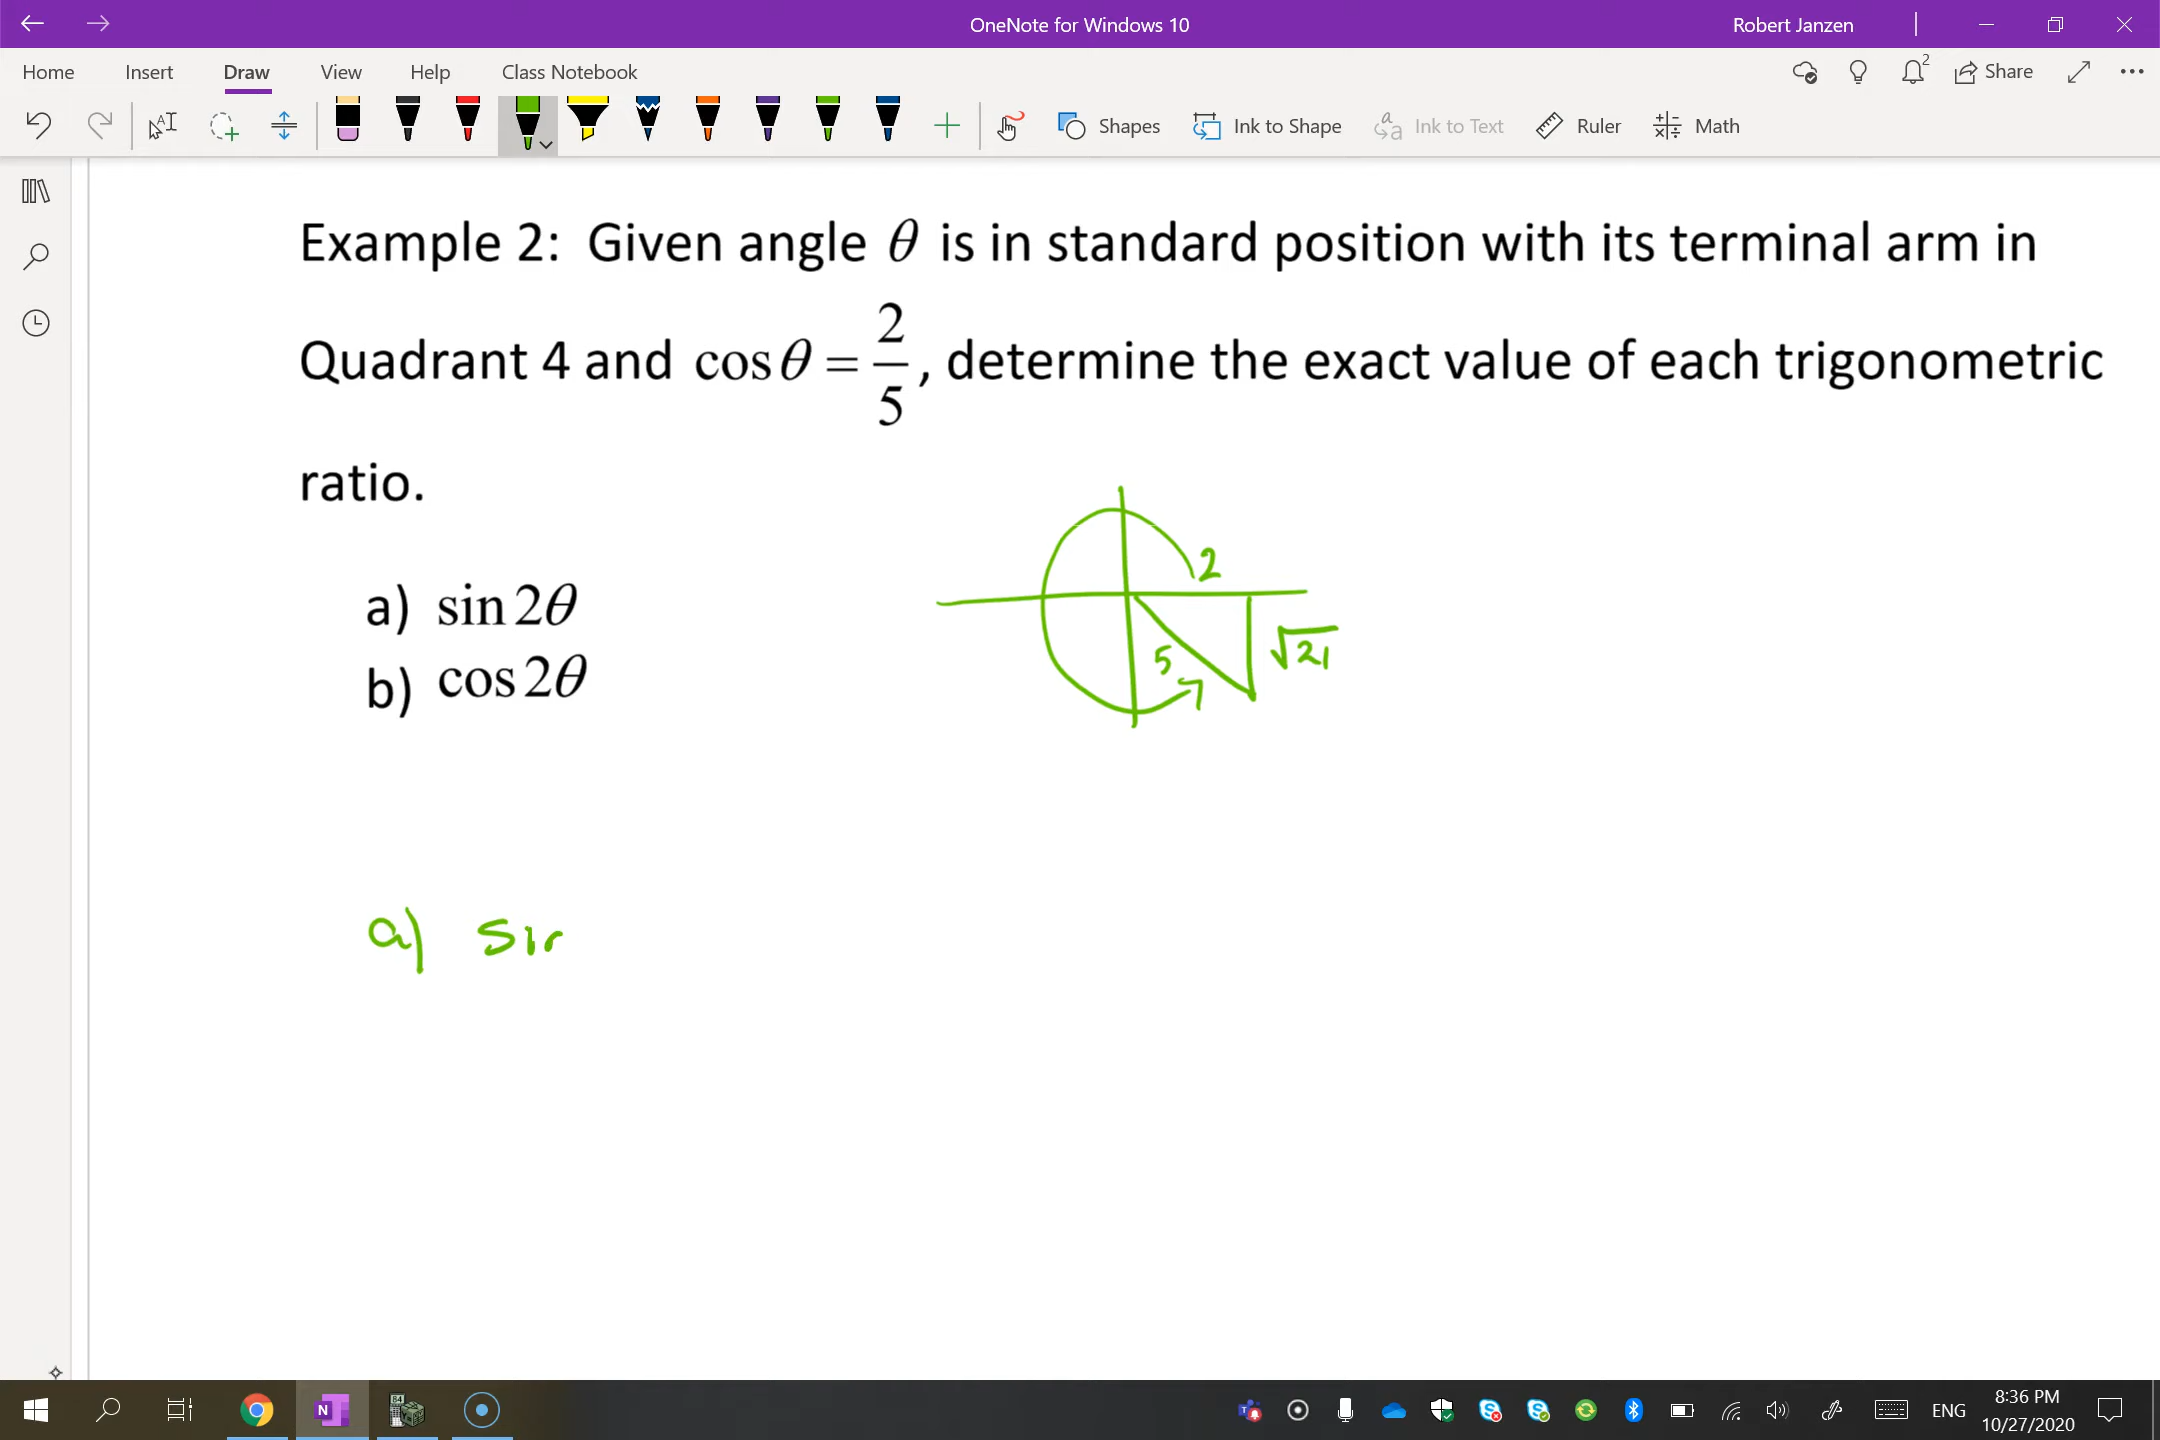 OneNote for Windows 10
Robert Janzen
Home Insert Draw View Help Class Notebook
2
Share
Shapes Ink to Shape Ink to Text Ruler Math
Example 2: Given angle θ is in standard position with its terminal arm in
Quadrant 4 and cos θ = 2/5, determine the exact value of each trigonometric
ratio.
a) sin 2θ
b) cos 2θ
2
5
√21
a) sir
ENG
8:36 PM
10/27/2020